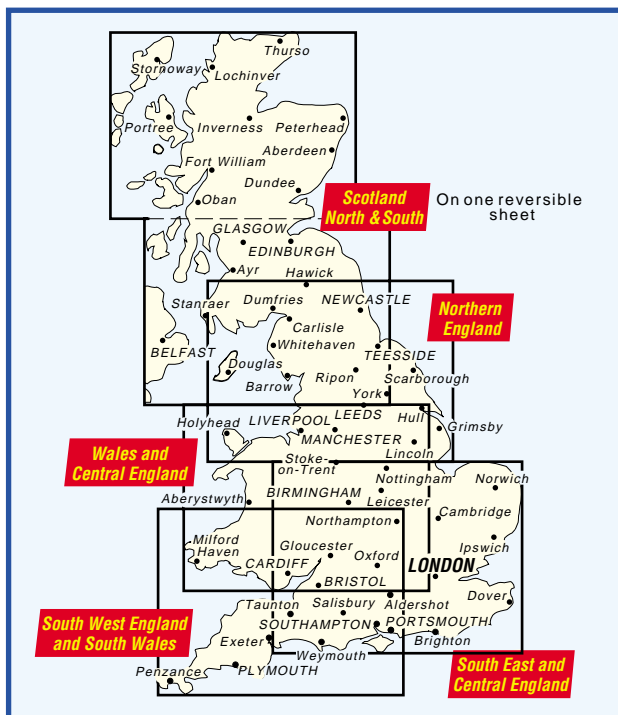 Thurso
Stornoway
Lochinver
Portree
Inverness
Peterhead
Aberdeen
Fort William
Dundee
Oban
Scotland
North & South
On one reversible
sheet
GLASGOW
EDINBURGH
Ayr
Hawick
Stanraer
Dumfries
NEWCASTLE
Northern
England
Carlisle
BELFAST
Whitehaven
TEESSIDE
Douglas
Ripon
Scarborough
Barrow
York
LEEDS
Hull
Holyhead
LIVERPOOL
Grimsby
MANCHESTER
Wales and
Central England
Lincoln
Stoke-
on-Trent
Nottingham
Norwich
Aberystwyth
BIRMINGHAM
Leicester
Northampton
Cambridge
Milford
Haven
Gloucester
Oxford
Ipswich
CARDIFF
LONDON
BRISTOL
Dover
Taunton
Salisbury
Aldershot
South West England
and South Wales
SOUTHAMPTON
PORTSMOUTH
Exeter
Brighton
Weymouth
Penzance
PLYMOUTH
South East and
Central England